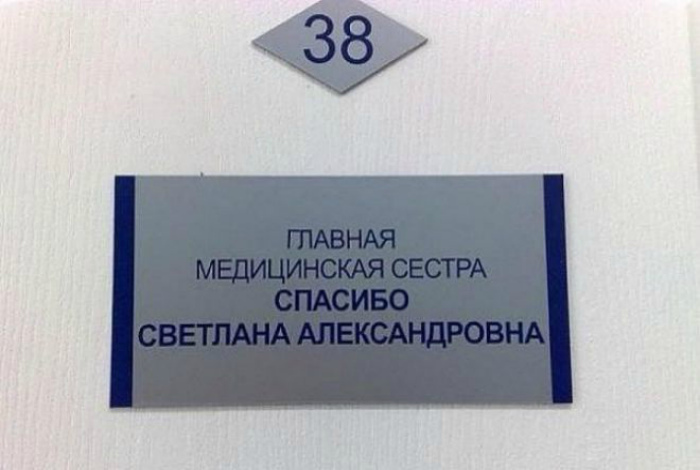 38
ГЛАВНАЯ
МЕДИЦИНСКАЯ СЕСТРА
СПАСИБО
СВЕТЛАНА АЛЕКСАНДРОВНА